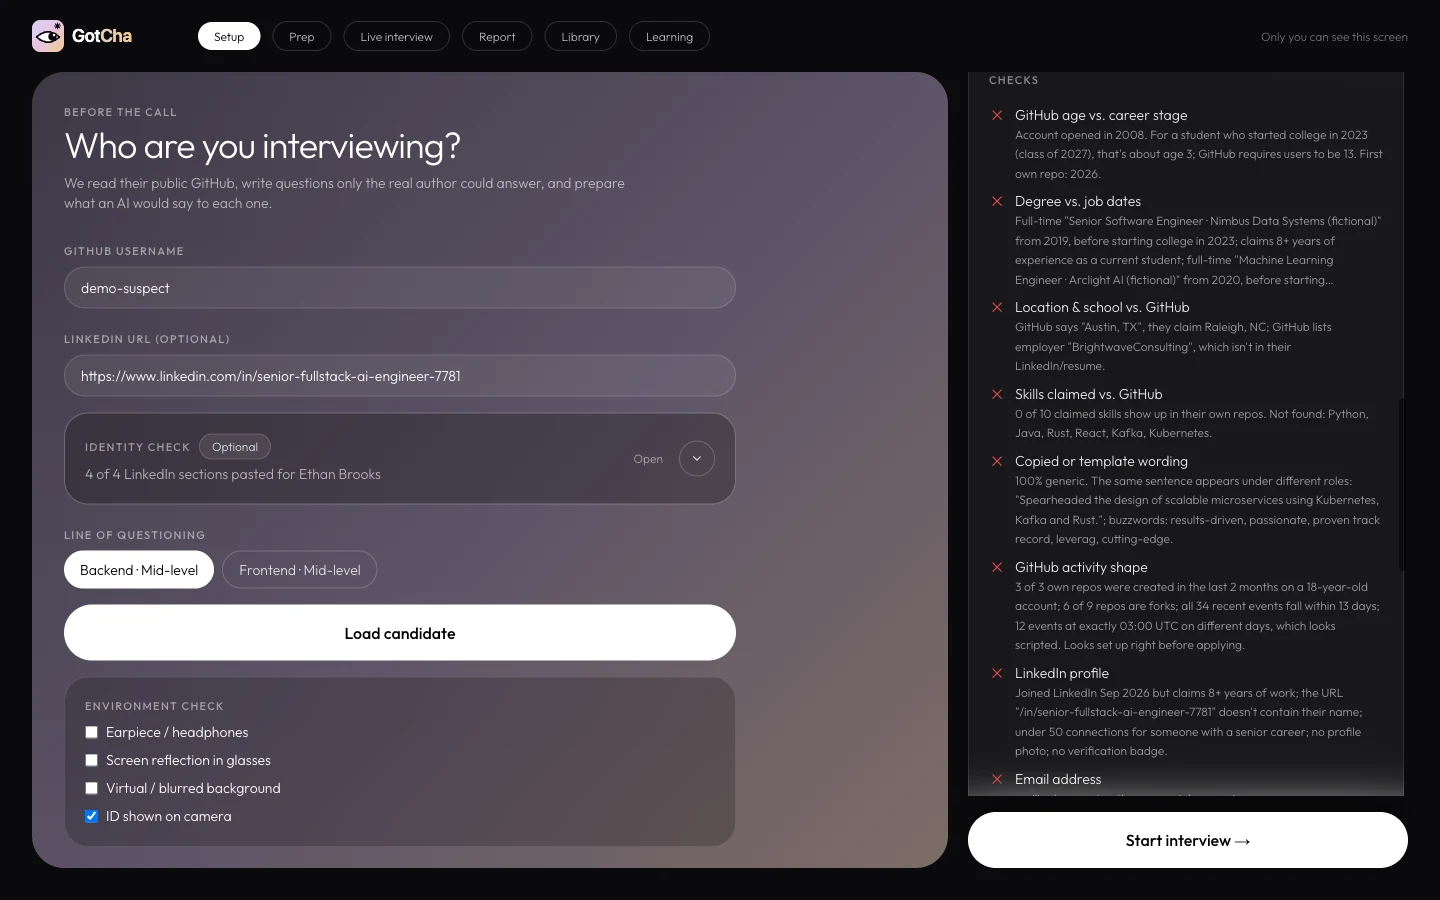 GotCha
Setup
Prep
Live interview
Report
Library
Learning
Only you can see this screen
BEFORE THE CALL
Who are you interviewing?
We read their public GitHub, write questions only the real author could answer, and prepare
what an AI would say to each one.
GITHUB USERNAME
demo-suspect
LINKEDIN URL (OPTIONAL)
https://www.linkedin.com/in/senior-fullstack-ai-engineer-7781
IDENTITY CHECK
Optional
4 of 4 LinkedIn sections pasted for Ethan Brooks
Open
LINE OF QUESTIONING
Backend · Mid-level
Frontend · Mid-level
Load candidate
ENVIRONMENT CHECK
Earpiece / headphones
Screen reflection in glasses
Virtual / blurred background
ID shown on camera
CHECKS
GitHub age vs. career stage
Account opened in 2008. For a student who started college in 2023
(class of 2027), that's about age 3; GitHub requires users to be 13. First
own repo: 2026.
Degree vs. job dates
Full-time "Senior Software Engineer · Nimbus Data Systems (fictional)"
from 2019, before starting college in 2023; claims 8+ years of
experience as a current student; full-time "Machine Learning
Engineer · Arclight AI (fictional)" from 2020, before starting…
Location & school vs. GitHub
GitHub says "Austin, TX", they claim Raleigh, NC; GitHub lists
employer "BrightwaveConsulting", which isn't in their
LinkedIn/resume.
Skills claimed vs. GitHub
0 of 10 claimed skills show up in their own repos. Not found: Python,
Java, Rust, React, Kafka, Kubernetes.
Copied or template wording
100% generic. The same sentence appears under different roles:
"Spearheaded the design of scalable microservices using Kubernetes,
Kafka and Rust."; buzzwords: results-driven, passionate, proven track
record, leverag, cutting-edge.
GitHub activity shape
3 of 3 own repos were created in the last 2 months on a 18-year-old
account; 6 of 9 repos are forks; all 34 recent events fall within 13 days;
12 events at exactly 03:00 UTC on different days, which looks
scripted. Looks set up right before applying.
LinkedIn profile
Joined LinkedIn Sep 2026 but claims 8+ years of work; the URL
"/in/senior-fullstack-ai-engineer-7781" doesn't contain their name;
under 50 connections for someone with a senior career; no profile
photo; no verification badge.
Email address
Start interview →